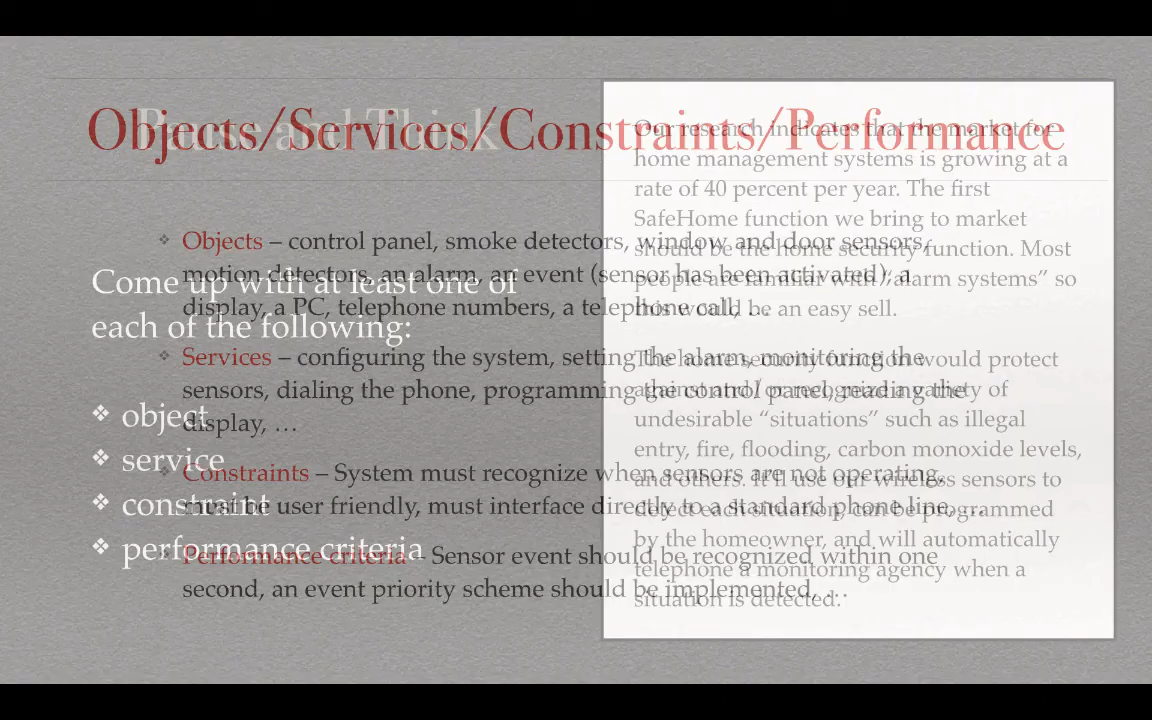 Pause and Think
Come up with at least one of
each of the following:
❖ object
❖ service
❖ constraint
❖ performance criteria
Our research indicates that the market for
home management systems is growing at a
rate of 40 percent per year. The first
SafeHome function we bring to market
should be the home security function. Most
people are familiar with “alarm systems” so
this would be an easy sell.
The home security function would protect
against and/or recognize a variety of
undesirable “situations” such as illegal
entry, fire, flooding, carbon monoxide levels,
and others. It’ll use our wireless sensors to
detect each situation, can be programmed
by the homeowner, and will automatically
telephone a monitoring agency when a
situation is detected.
Objects/Services/Constraints/Performance
❖ Objects – control panel, smoke detectors, window and door sensors,
motion detectors, an alarm, an event (sensor has been activated), a
display, a PC, telephone numbers, a telephone call, …
❖ Services – configuring the system, setting the alarm, monitoring the
sensors, dialing the phone, programming the control panel, reading the
display, …
❖ Constraints – System must recognize when sensors are not operating,
must be user friendly, must interface directly to a standard phone line, …
❖ Performance criteria – Sensor event should be recognized within one
second, an event priority scheme should be implemented, …